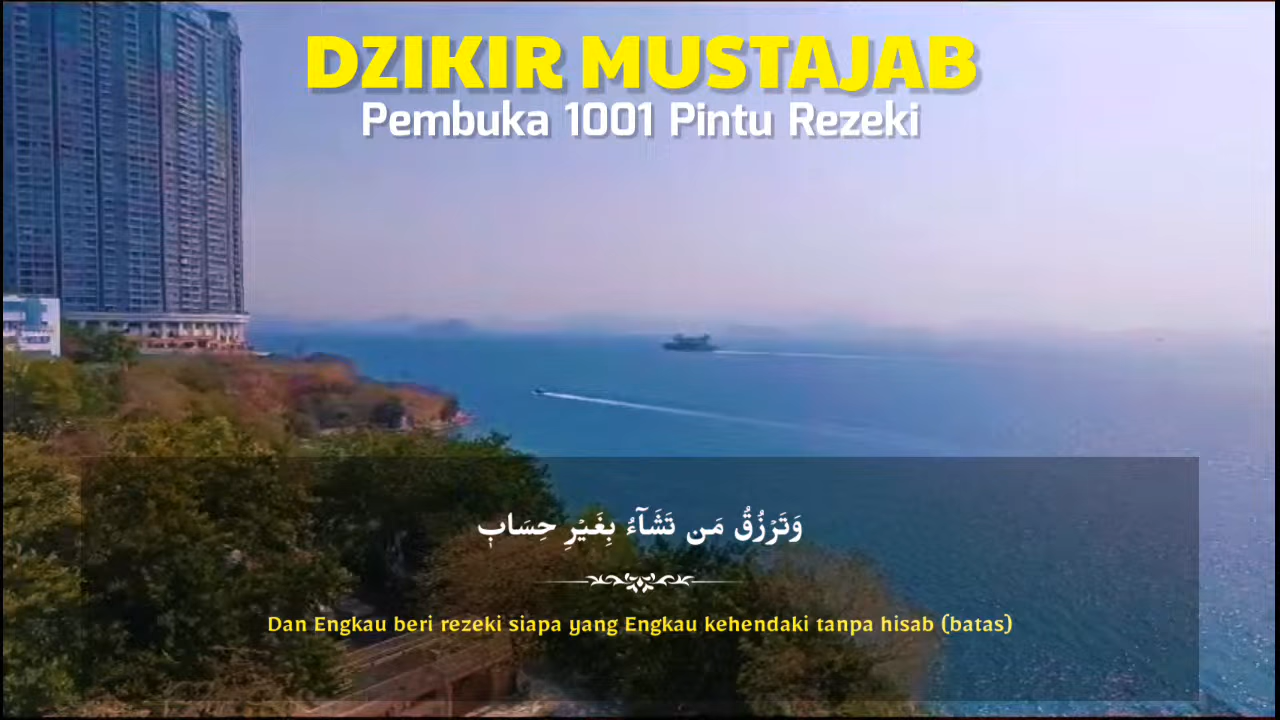 DZIKIR MUSTAJAB
Pembuka 1001 Pintu Rezeki
وَتَرْزُقُ مَن تَشَآءُ بِغَيْرِ حِسَابٍ
Dan Engkau beri rezeki siapa yang Engkau kehendaki tanpa hisab (batas)